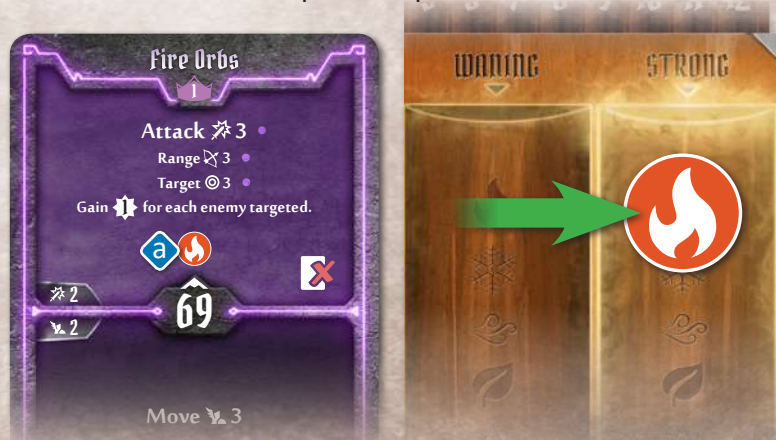 Fire Orbs
1
Attack 3
Range 3
Target 3
Gain 1 for each enemy targeted.
a
2
69
2
Move 3
WANING
STRONG